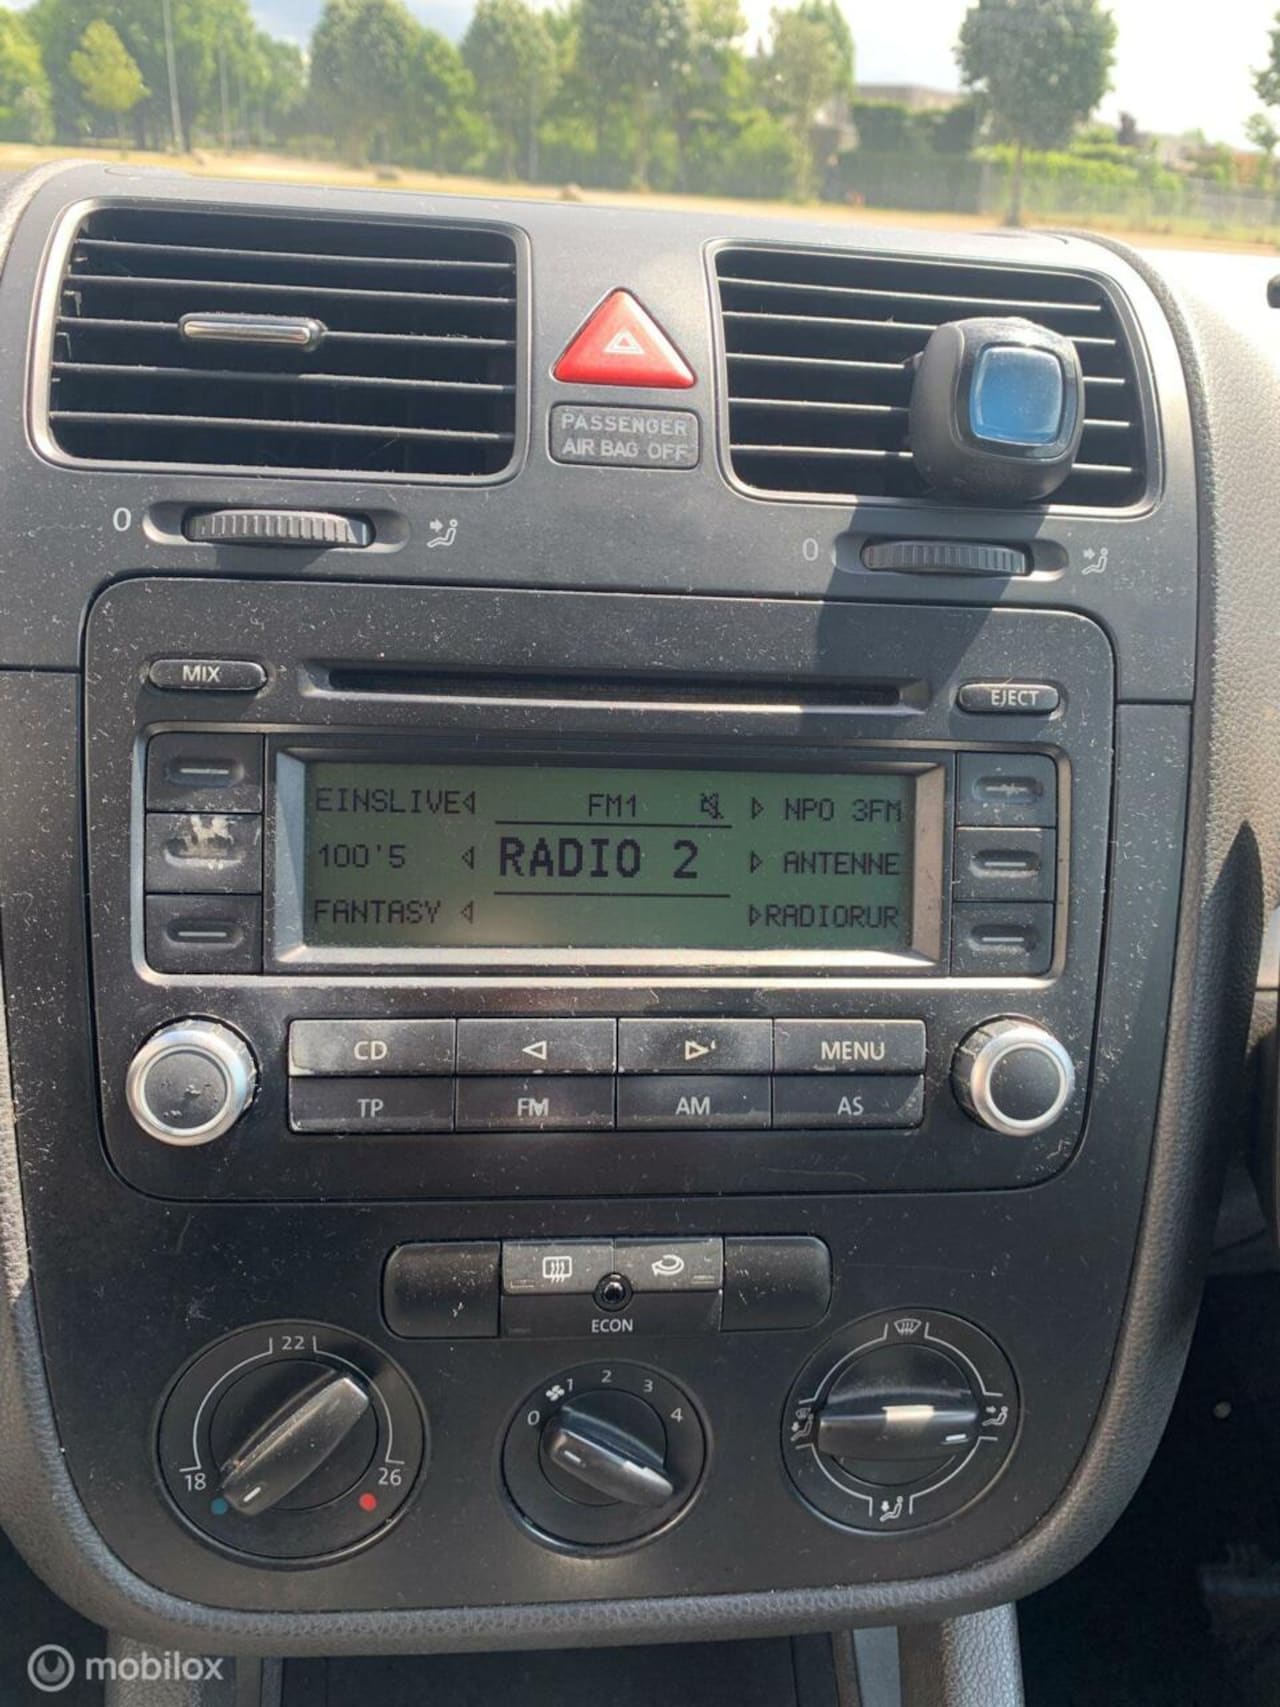 PASSENGER
AIR BAG OFF
0
0
MIX
EJECT
EINSLIVE FM1 NPO 3FM
100'5 RADIO 2 ANTENNE
FANTASY RADIORUR
CD MENU
TP FM AM AS
ECON
22
18 26
0 1 2 3 4
mobilox